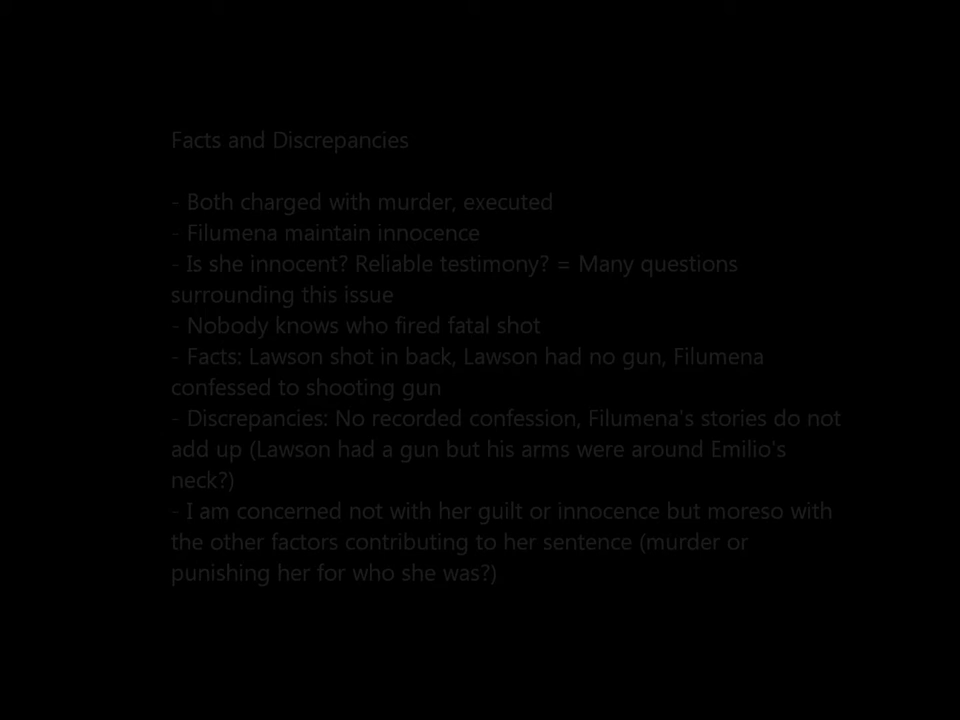 Facts and Discrepancies
- Both charged with murder, executed
- Filumena maintain innocence
- Is she innocent? Reliable testimony? = Many questions
surrounding this issue
- Nobody knows who fired fatal shot
- Facts: Lawson shot in back, Lawson had no gun, Filumena
confessed to shooting gun
- Discrepancies: No recorded confession, Filumena's stories do not
add up (Lawson had a gun but his arms were around Emilio's
neck?)
- I am concerned not with her guilt or innocence but moreso with
the other factors contributing to her sentence (murder or
punishing her for who she was?)